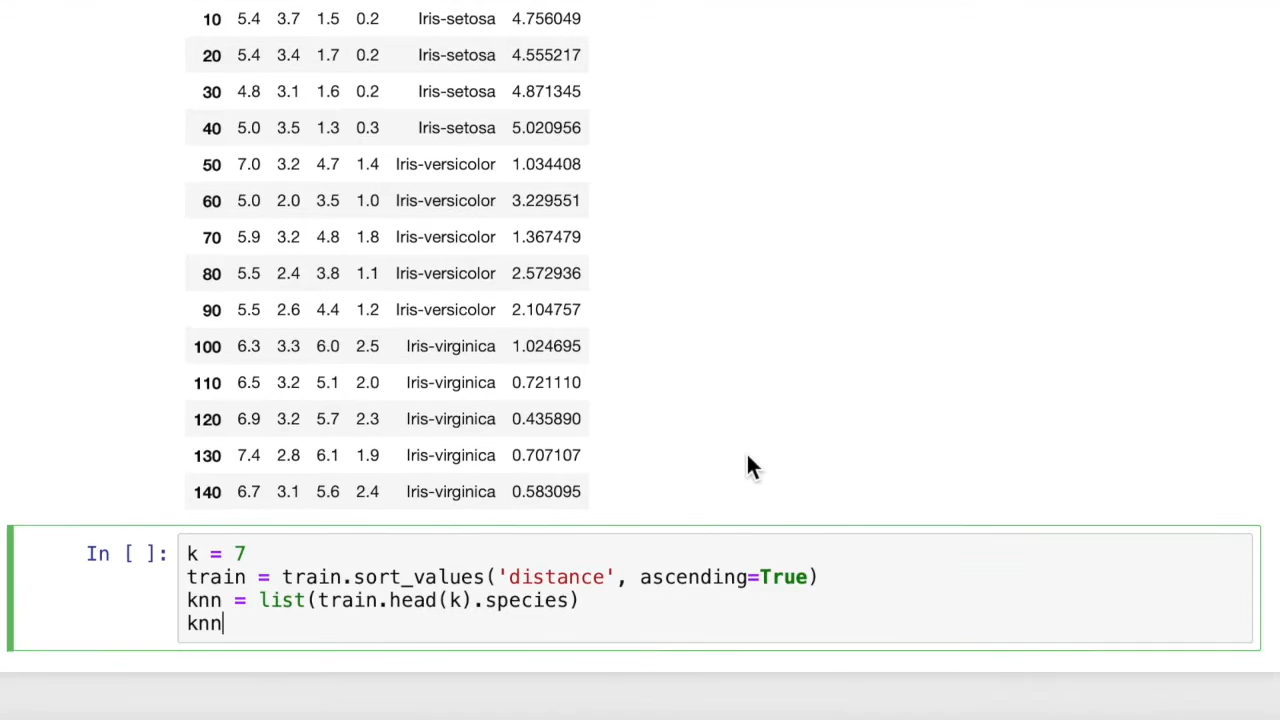 10 5.4 3.7 1.5 0.2 Iris-setosa 4.756049
20 5.4 3.4 1.7 0.2 Iris-setosa 4.555217
30 4.8 3.1 1.6 0.2 Iris-setosa 4.871345
40 5.0 3.5 1.3 0.3 Iris-setosa 5.020956
50 7.0 3.2 4.7 1.4 Iris-versicolor 1.034408
60 5.0 2.0 3.5 1.0 Iris-versicolor 3.229551
70 5.9 3.2 4.8 1.8 Iris-versicolor 1.367479
80 5.5 2.4 3.8 1.1 Iris-versicolor 2.572936
90 5.5 2.6 4.4 1.2 Iris-versicolor 2.104757
100 6.3 3.3 6.0 2.5 Iris-virginica 1.024695
110 6.5 3.2 5.1 2.0 Iris-virginica 0.721110
120 6.9 3.2 5.7 2.3 Iris-virginica 0.435890
130 7.4 2.8 6.1 1.9 Iris-virginica 0.707107
140 6.7 3.1 5.6 2.4 Iris-virginica 0.583095
In [ ]: k = 7
train = train.sort_values('distance', ascending=True)
knn = list(train.head(k).species)
knn